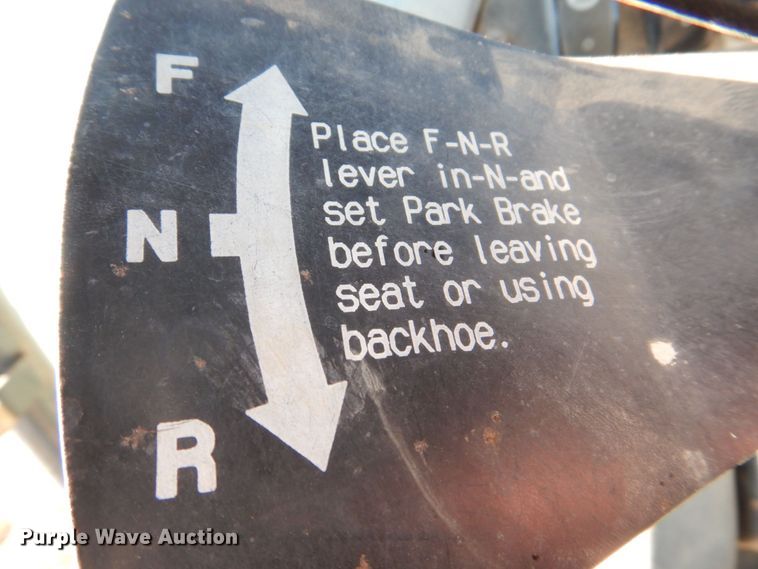 F
N
R
Place F-N-R
lever in-N-and
set Park Brake
before leaving
seat or using
backhoe.
Purple Wave Auction